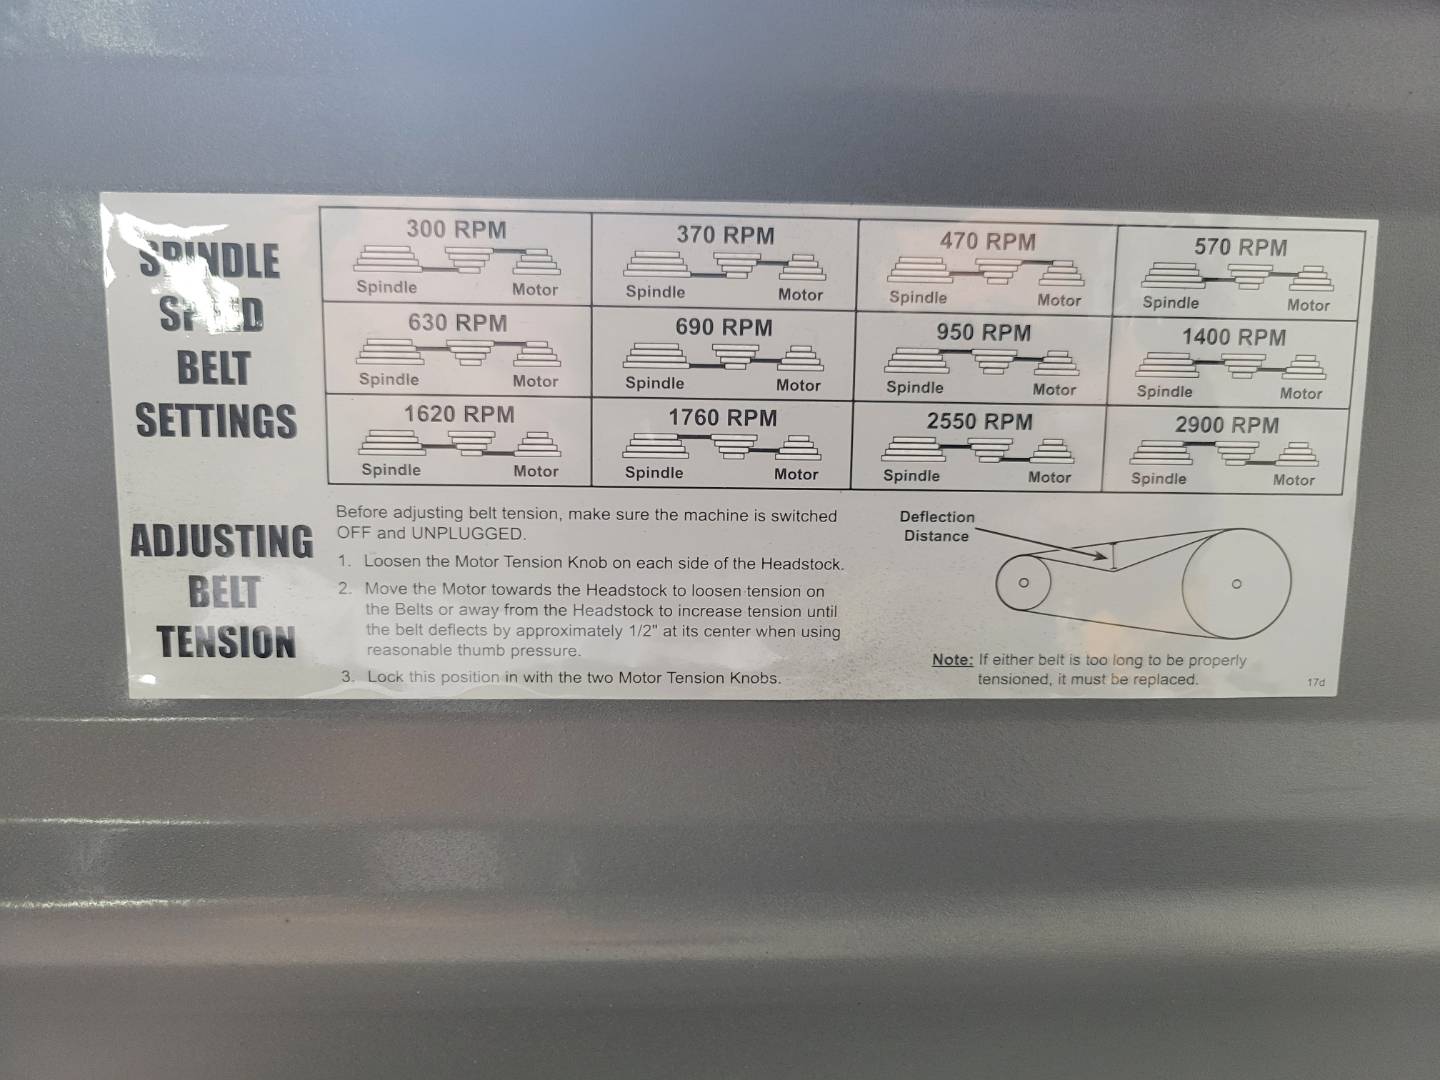 SPINDLE
SPEED
BELT
SETTINGS
300 RPM
Spindle Motor
370 RPM
Spindle Motor
470 RPM
Spindle Motor
570 RPM
Spindle Motor
630 RPM
Spindle Motor
690 RPM
Spindle Motor
950 RPM
Spindle Motor
1400 RPM
Spindle Motor
1620 RPM
Spindle Motor
1760 RPM
Spindle Motor
2550 RPM
Spindle Motor
2900 RPM
Spindle Motor
ADJUSTING
BELT
TENSION
Before adjusting belt tension, make sure the machine is switched
OFF and UNPLUGGED.
1. Loosen the Motor Tension Knob on each side of the Headstock.
2. Move the Motor towards the Headstock to loosen tension on
the Belts or away from the Headstock to increase tension until
the belt deflects by approximately 1/2" at its center when using
reasonable thumb pressure.
3. Lock this position in with the two Motor Tension Knobs.
Deflection
Distance
Note: If either belt is too long to be properly
tensioned, it must be replaced.
17d